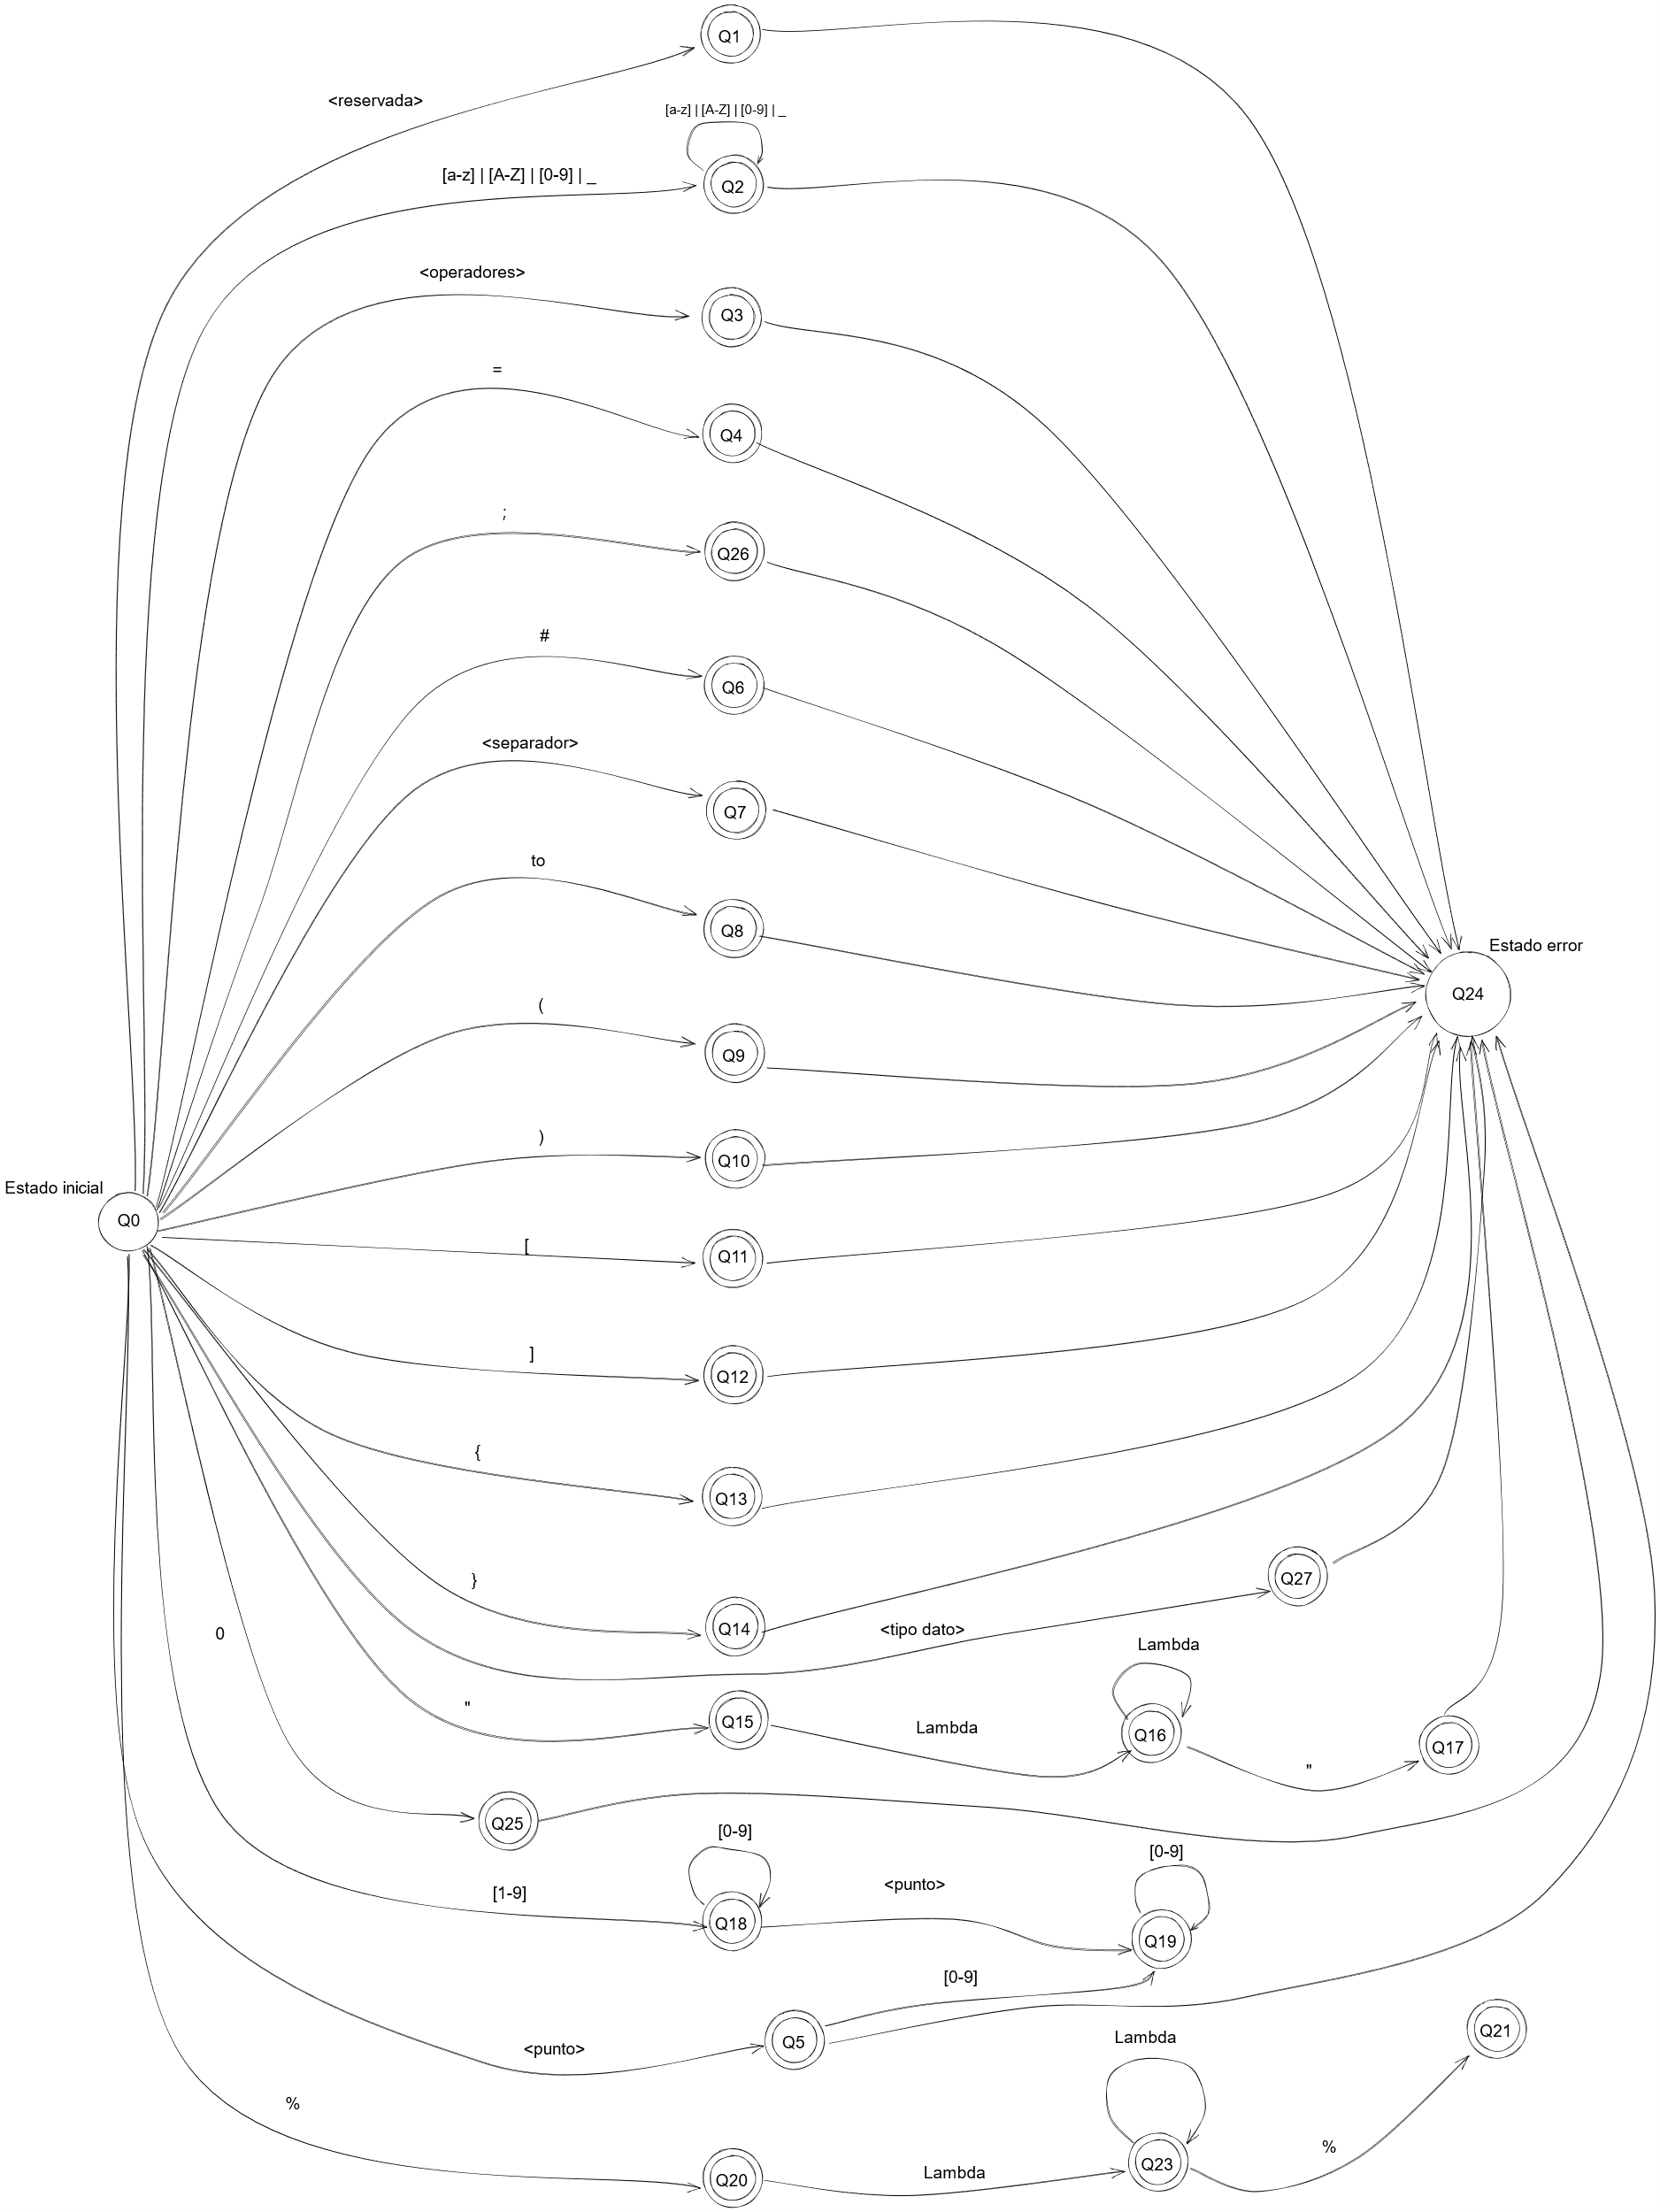 Q1
<reservada>
[a-z] | [A-Z] | [0-9] | _
[a-z] | [A-Z] | [0-9] | _
Q2
<operadores>
Q3
=
Q4
;
Q26
#
Q6
<separador>
Q7
to
Q8
Estado error
Q24
(
Q9
)
Q10
Estado inicial
Q0
[
Q11
]
Q12
{
Q13
}
Q27
0
Q14
<tipo dato>
Lambda
"
Q15
Lambda
Q16
Q17
"
Q25
[0-9]
[0-9]
[1-9]
<punto>
Q18
Q19
[0-9]
Q21
<punto>
Q5
Lambda
%
%
Lambda
Q23
Q20